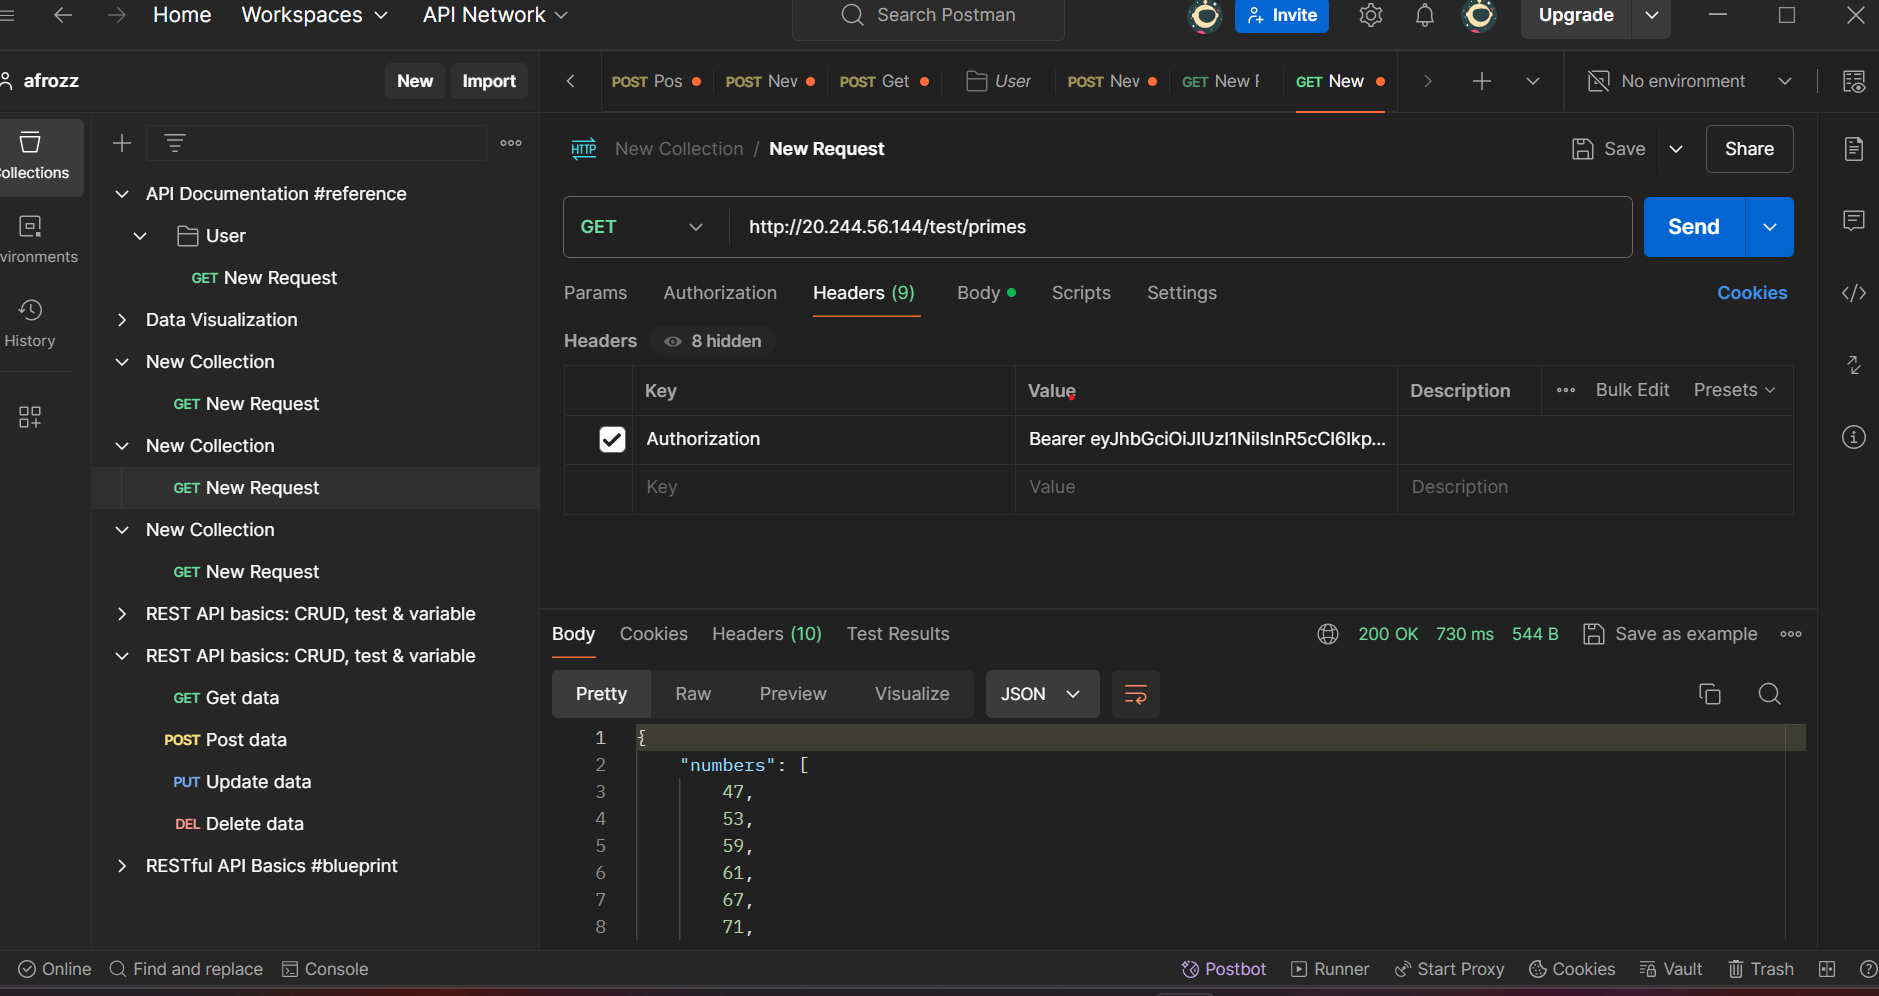 Home Workspaces API Network Search Postman Invite Upgrade
afrozz New Import POST Pos POST Nev POST Get User POST Nev GET New GET New No environment
ollections
vironments
History
API Documentation #reference
User
GET New Request
Data Visualization
New Collection
GET New Request
New Collection
GET New Request
New Collection
GET New Request
REST API basics: CRUD, test & variable
REST API basics: CRUD, test & variable
GET Get data
POST Post data
PUT Update data
DEL Delete data
RESTful API Basics #blueprint
HTTP New Collection / New Request Save Share
GET http://20.244.56.144/test/primes Send
Params Authorization Headers (9) Body Scripts Settings Cookies
Headers 8 hidden
Key Value Description Bulk Edit Presets
Authorization Bearer eyJhbGciOiJIUzI1NiIsInR5cCI6Ikp...
Key Value Description
Body Cookies Headers (10) Test Results 200 OK 730 ms 544 B Save as example
Pretty Raw Preview Visualize JSON
1 {
2 "numbers": [
3 47,
4 53,
5 59,
6 61,
7 67,
8 71,
Online Find and replace Console Postbot Runner Start Proxy Cookies Vault Trash